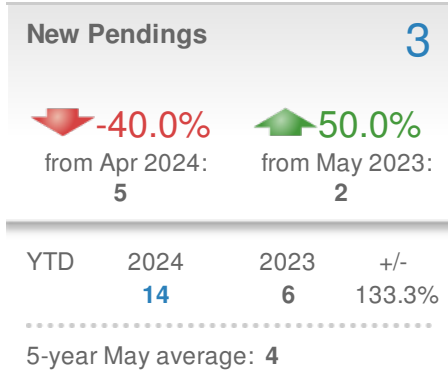 New Pendings 3
-40.0% 50.0%
from Apr 2024: from May 2023:
5 2
YTD 2024 2023 +/-
14 6 133.3%
5-year May average: 4